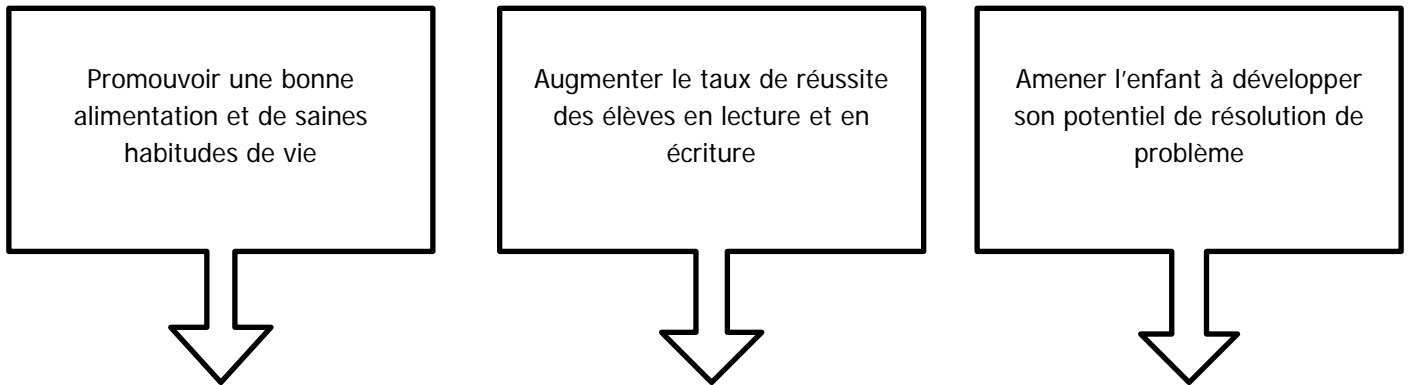 Promouvoir une bonne
alimentation et de saines
habitudes de vie
Augmenter le taux de réussite
des élèves en lecture et en
écriture
Amener l'enfant à développer
son potentiel de résolution de
problème